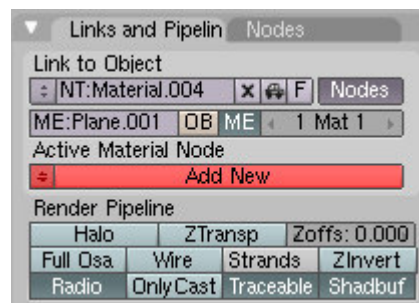 Links and Pipelin Nodes
Link to Object
NT:Material.004 X F Nodes
ME:Plane.001 OB ME 1 Mat 1
Active Material Node
Add New
Render Pipeline
Halo ZTransp Zoffs: 0.000
Full Osa Wire Strands ZInvert
Radio OnlyCast Traceable Shadbuf